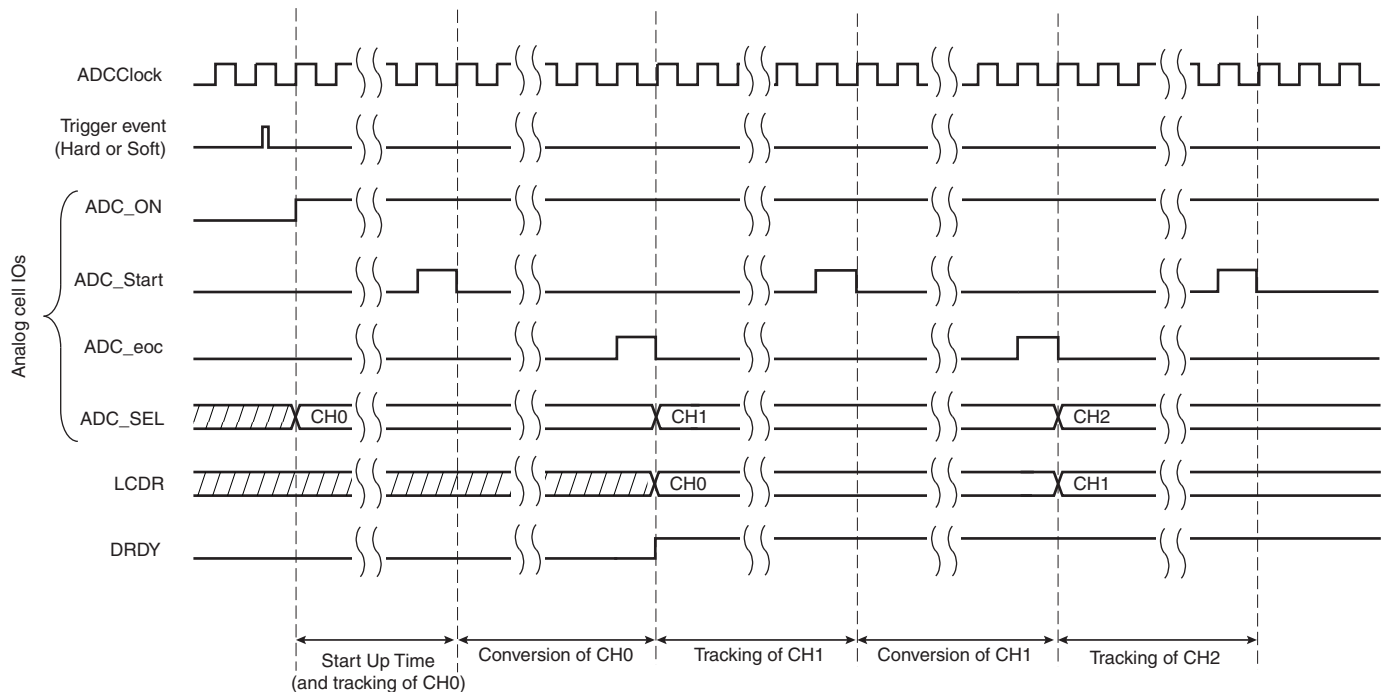 ADCClock
Trigger event
(Hard or Soft)
Analog cell IOs
ADC_ON
ADC_Start
ADC_eoc
ADC_SEL
CH0
CH1
CH2
LCDR
CH0
CH1
DRDY
Start Up Time
(and tracking of CH0)
Conversion of CH0
Tracking of CH1
Conversion of CH1
Tracking of CH2